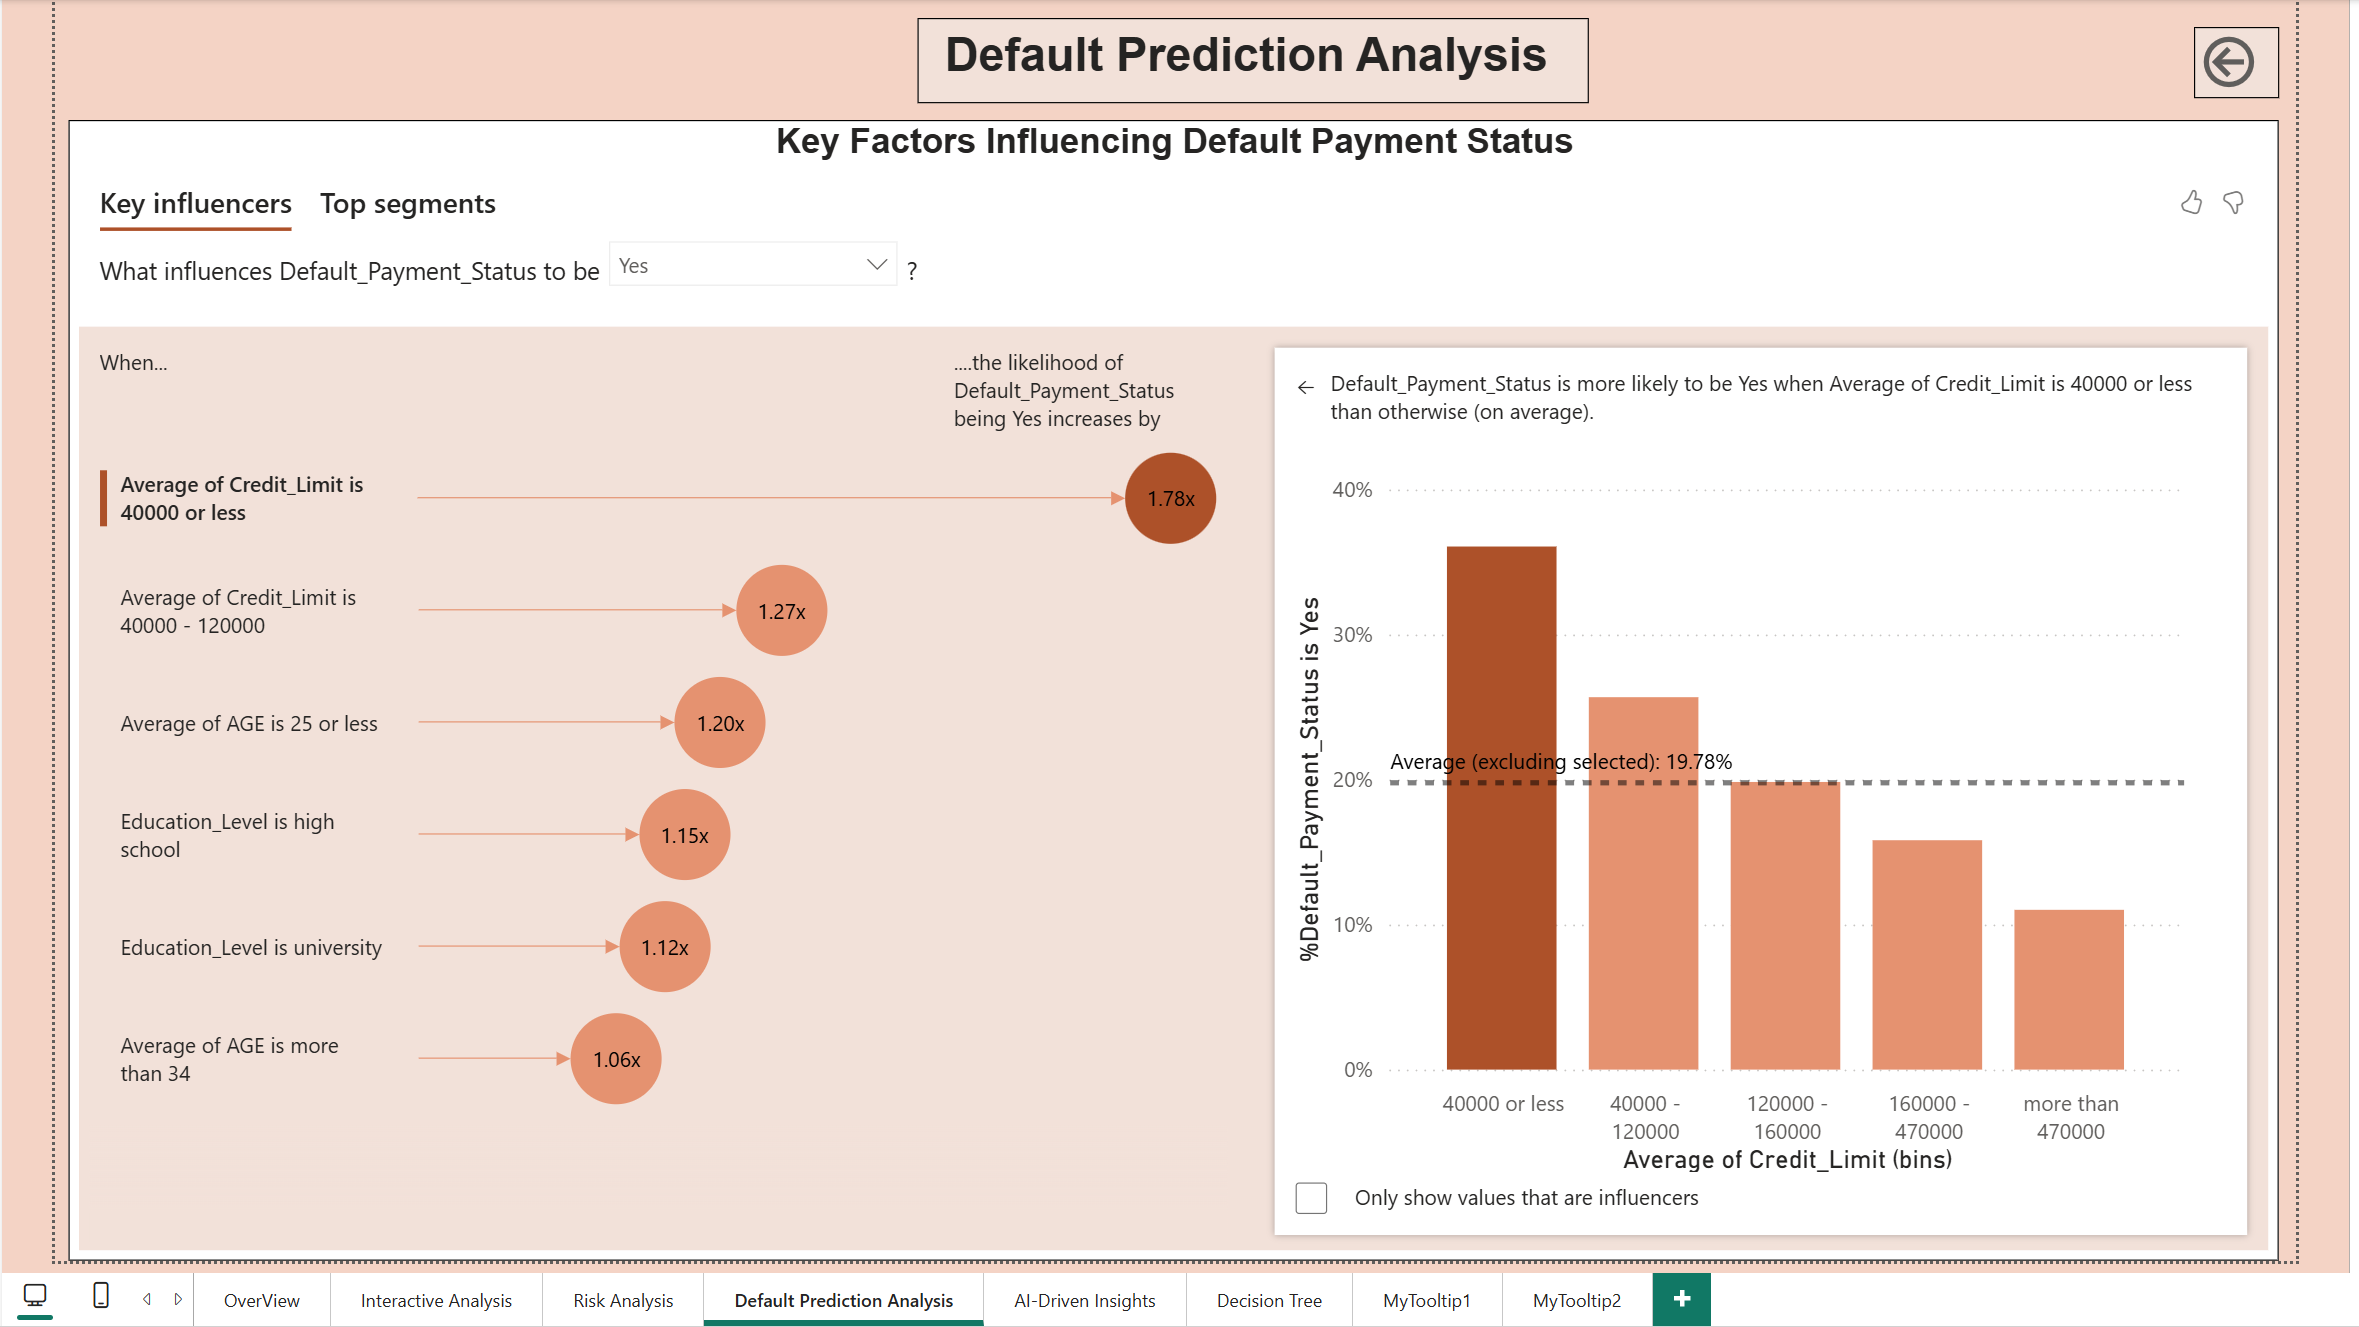 Default Prediction Analysis
Key Factors Influencing Default Payment Status
Key influencers Top segments
What influences Default_Payment_Status to be Yes ?
When...
....the likelihood of
Default_Payment_Status
being Yes increases by
Average of Credit_Limit is
40000 or less
1.78x
Average of Credit_Limit is
40000 - 120000
1.27x
Average of AGE is 25 or less
1.20x
Education_Level is high
school
1.15x
Education_Level is university
1.12x
Average of AGE is more
than 34
1.06x
Default_Payment_Status is more likely to be Yes when Average of Credit_Limit is 40000 or less
than otherwise (on average).
%Default_Payment_Status is Yes
40%
30%
Average (excluding selected): 19.78%
20%
10%
0%
40000 or less
40000 -
120000
120000 -
160000
160000 -
470000
more than
470000
Average of Credit_Limit (bins)
Only show values that are influencers
OverView Interactive Analysis Risk Analysis Default Prediction Analysis AI-Driven Insights Decision Tree MyTooltip1 MyTooltip2 +